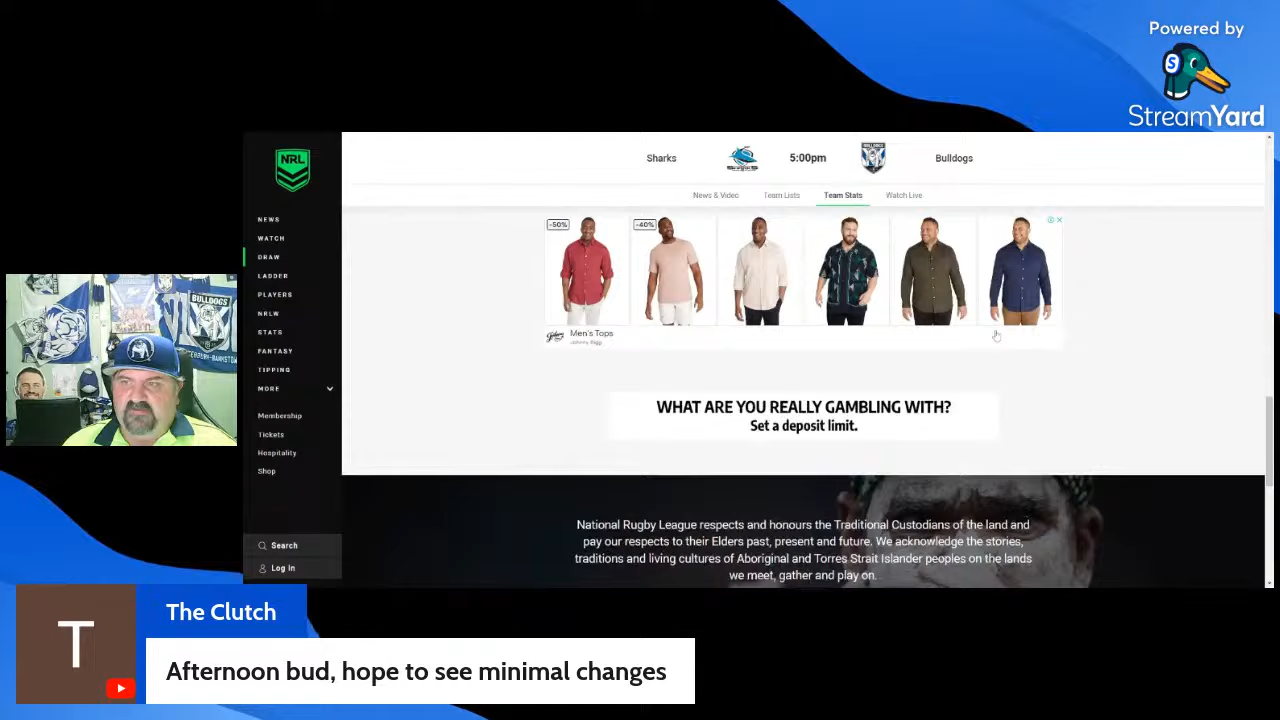 Powered by
StreamYard
NRL
Sharks
5:00pm
BULLDOGS
Bulldogs
News & Video
Team Lists
Team Stats
Watch Live
NEWS
WATCH
DRAW
LADDER
PLAYERS
NRLW
STATS
FANTASY
TIPPING
MORE
Membership
Tickets
Hospitality
Shop
Search
Log In
-50%
-40%
Men's Tops
BULLDOGS
WHAT ARE YOU REALLY GAMBLING WITH?
Set a deposit limit.
National Rugby League respects and honours the Traditional Custodians of the land and
pay our respects to their Elders past, present and future. We acknowledge the stories,
traditions and living cultures of Aboriginal and Torres Strait Islander peoples on the lands
we meet, gather and play on.
T
The Clutch
Afternoon bud, hope to see minimal changes